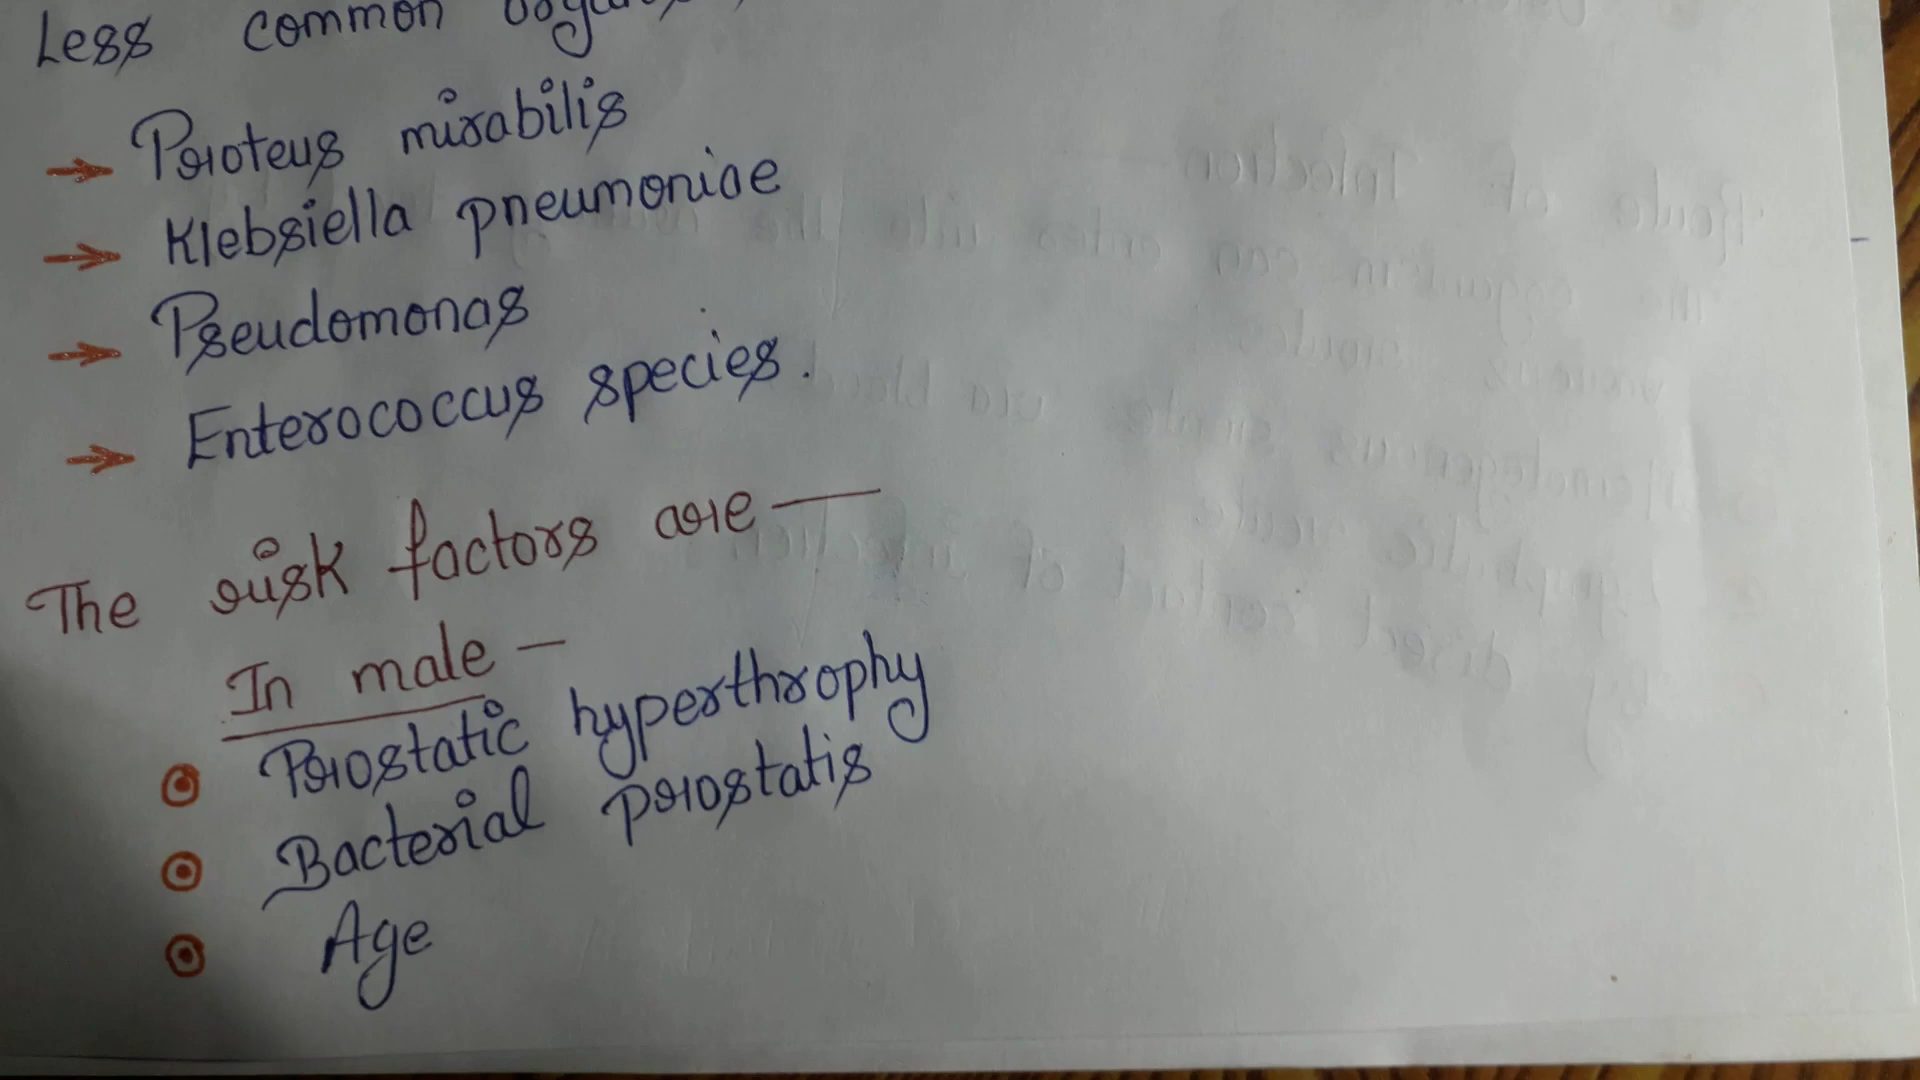 Less common
→ Proteus mirabilis
→ Klebsiella pneumoniae
→ Pseudomonas
→ Enterococcus species.
The risk factors are —
In male —
Prostatic hyperthrophy
Bacterial prostatis
Age